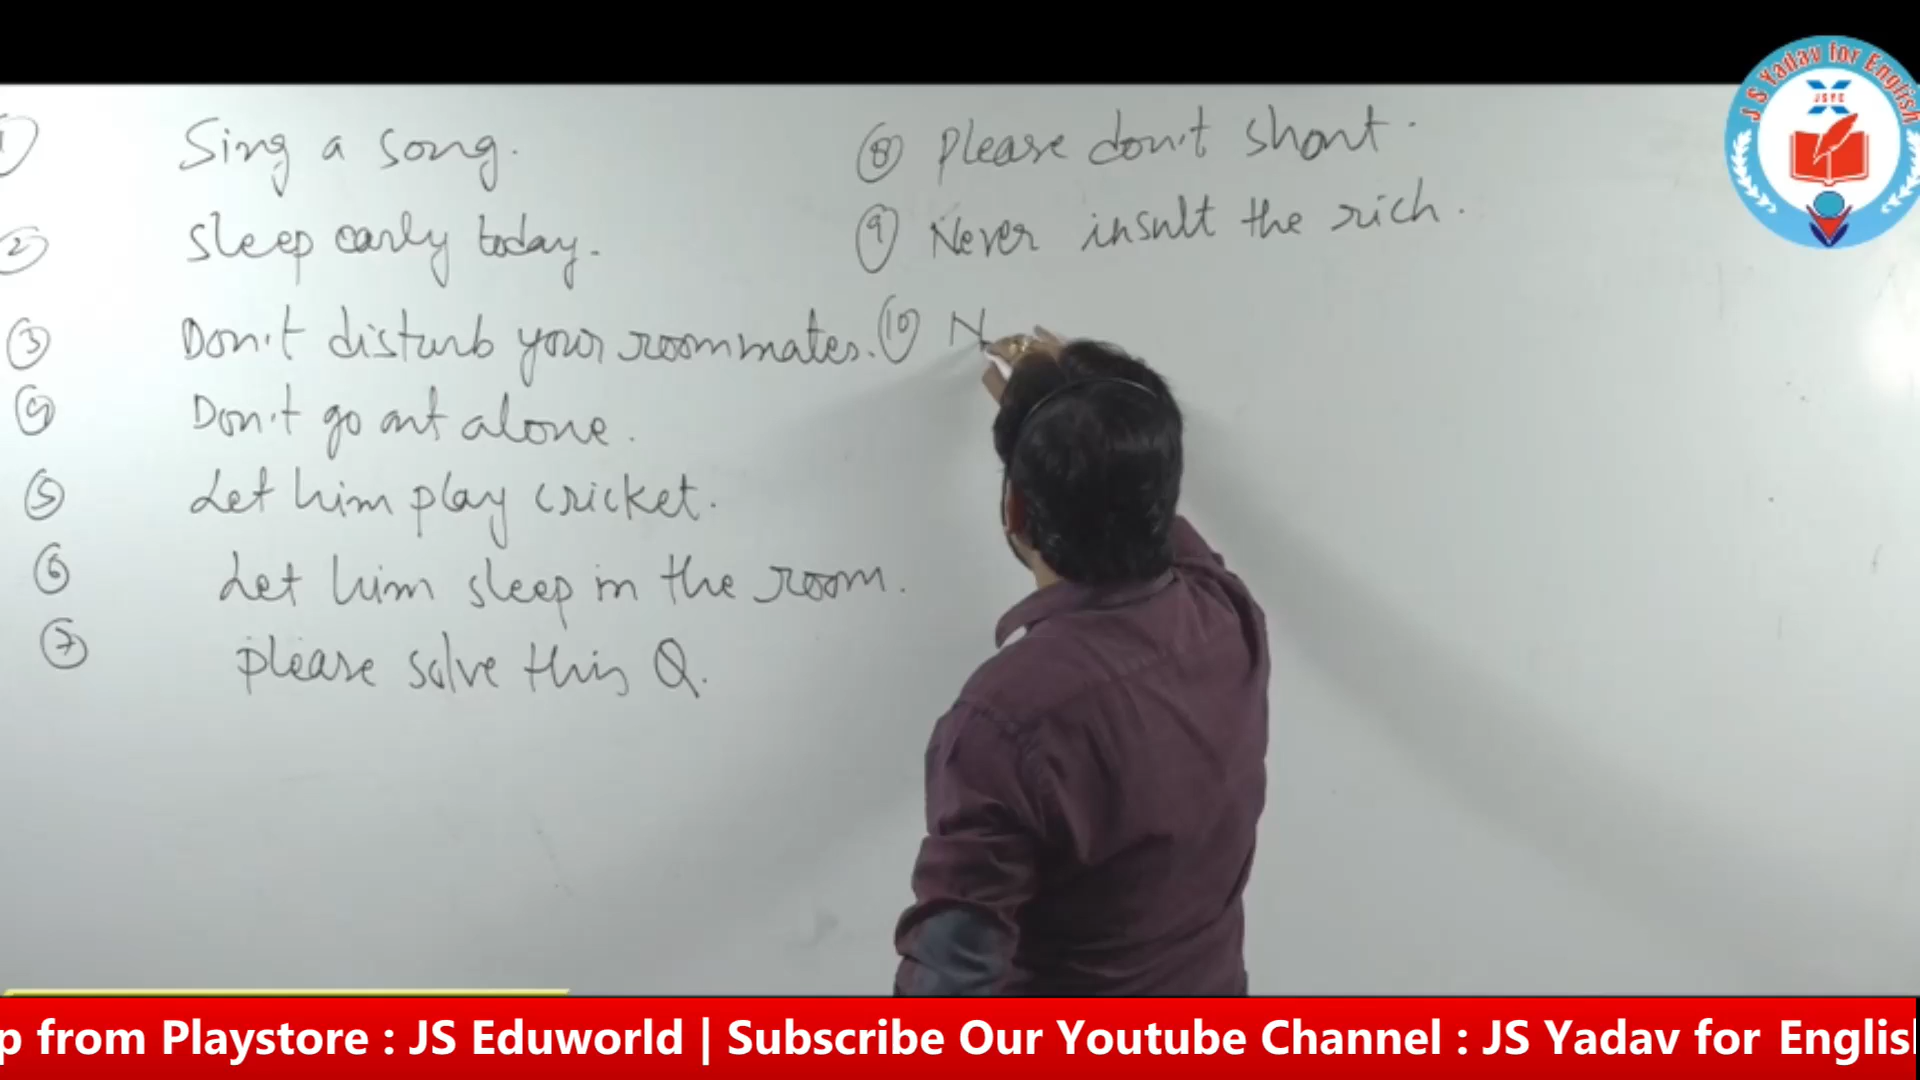 1 Sing a song.
2 Sleep early today.
3 Don't disturb your roommates.
4 Don't go out alone.
5 Let him play cricket.
6 Let him sleep in the room.
7 please solve this Q.
8 please don't shout.
9 Never insult the rich.
10 N
J S Yadav for English
JSYE
p from Playstore : JS Eduworld | Subscribe Our Youtube Channel : JS Yadav for Englis